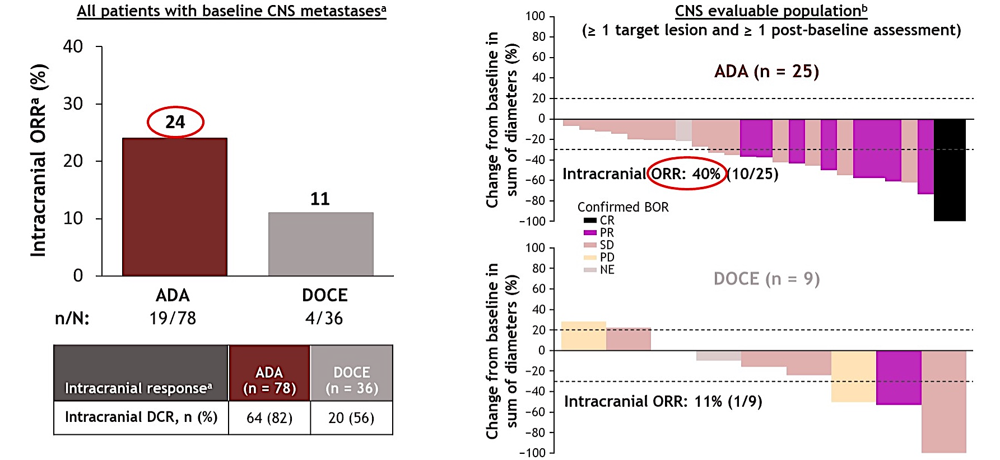 All patients with baseline CNS metastasesᵃ
Intracranial ORRᵃ (%)
40
30
20
10
0
24
11
ADA
DOCE
n/N:
19/78
4/36
Intracranial responseᵃ
ADA
(n = 78)
DOCE
(n = 36)
Intracranial DCR, n (%)
64 (82)
20 (56)
CNS evaluable populationᵇ
(≥ 1 target lesion and ≥ 1 post-baseline assessment)
Change from baseline in
sum of diameters (%)
100
80
60
40
20
0
−20
−40
−60
−80
−100
ADA (n = 25)
Intracranial ORR: 40% (10/25)
Confirmed BOR
CR
PR
SD
PD
NE
Change from baseline in
sum of diameters (%)
100
80
60
40
20
0
−20
−40
−60
−80
−100
DOCE (n = 9)
Intracranial ORR: 11% (1/9)